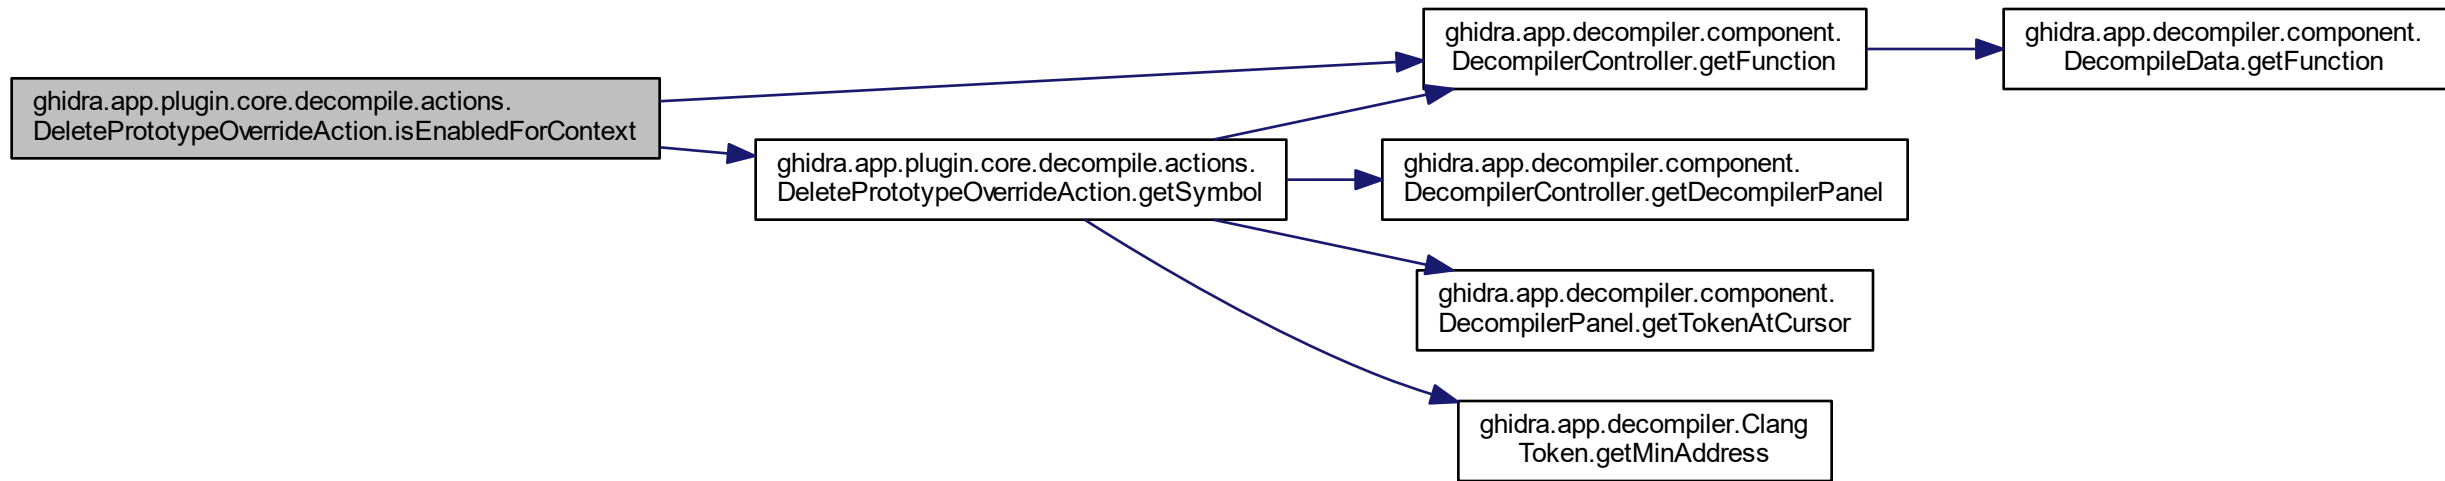 ghidra.app.plugin.core.decompile.actions.
DeletePrototypeOverrideAction.isEnabledForContext
ghidra.app.plugin.core.decompile.actions.
DeletePrototypeOverrideAction.getSymbol
ghidra.app.decompiler.component.
DecompilerController.getFunction
ghidra.app.decompiler.component.
DecompileData.getFunction
ghidra.app.decompiler.component.
DecompilerController.getDecompilerPanel
ghidra.app.decompiler.component.
DecompilerPanel.getTokenAtCursor
ghidra.app.decompiler.Clang
Token.getMinAddress